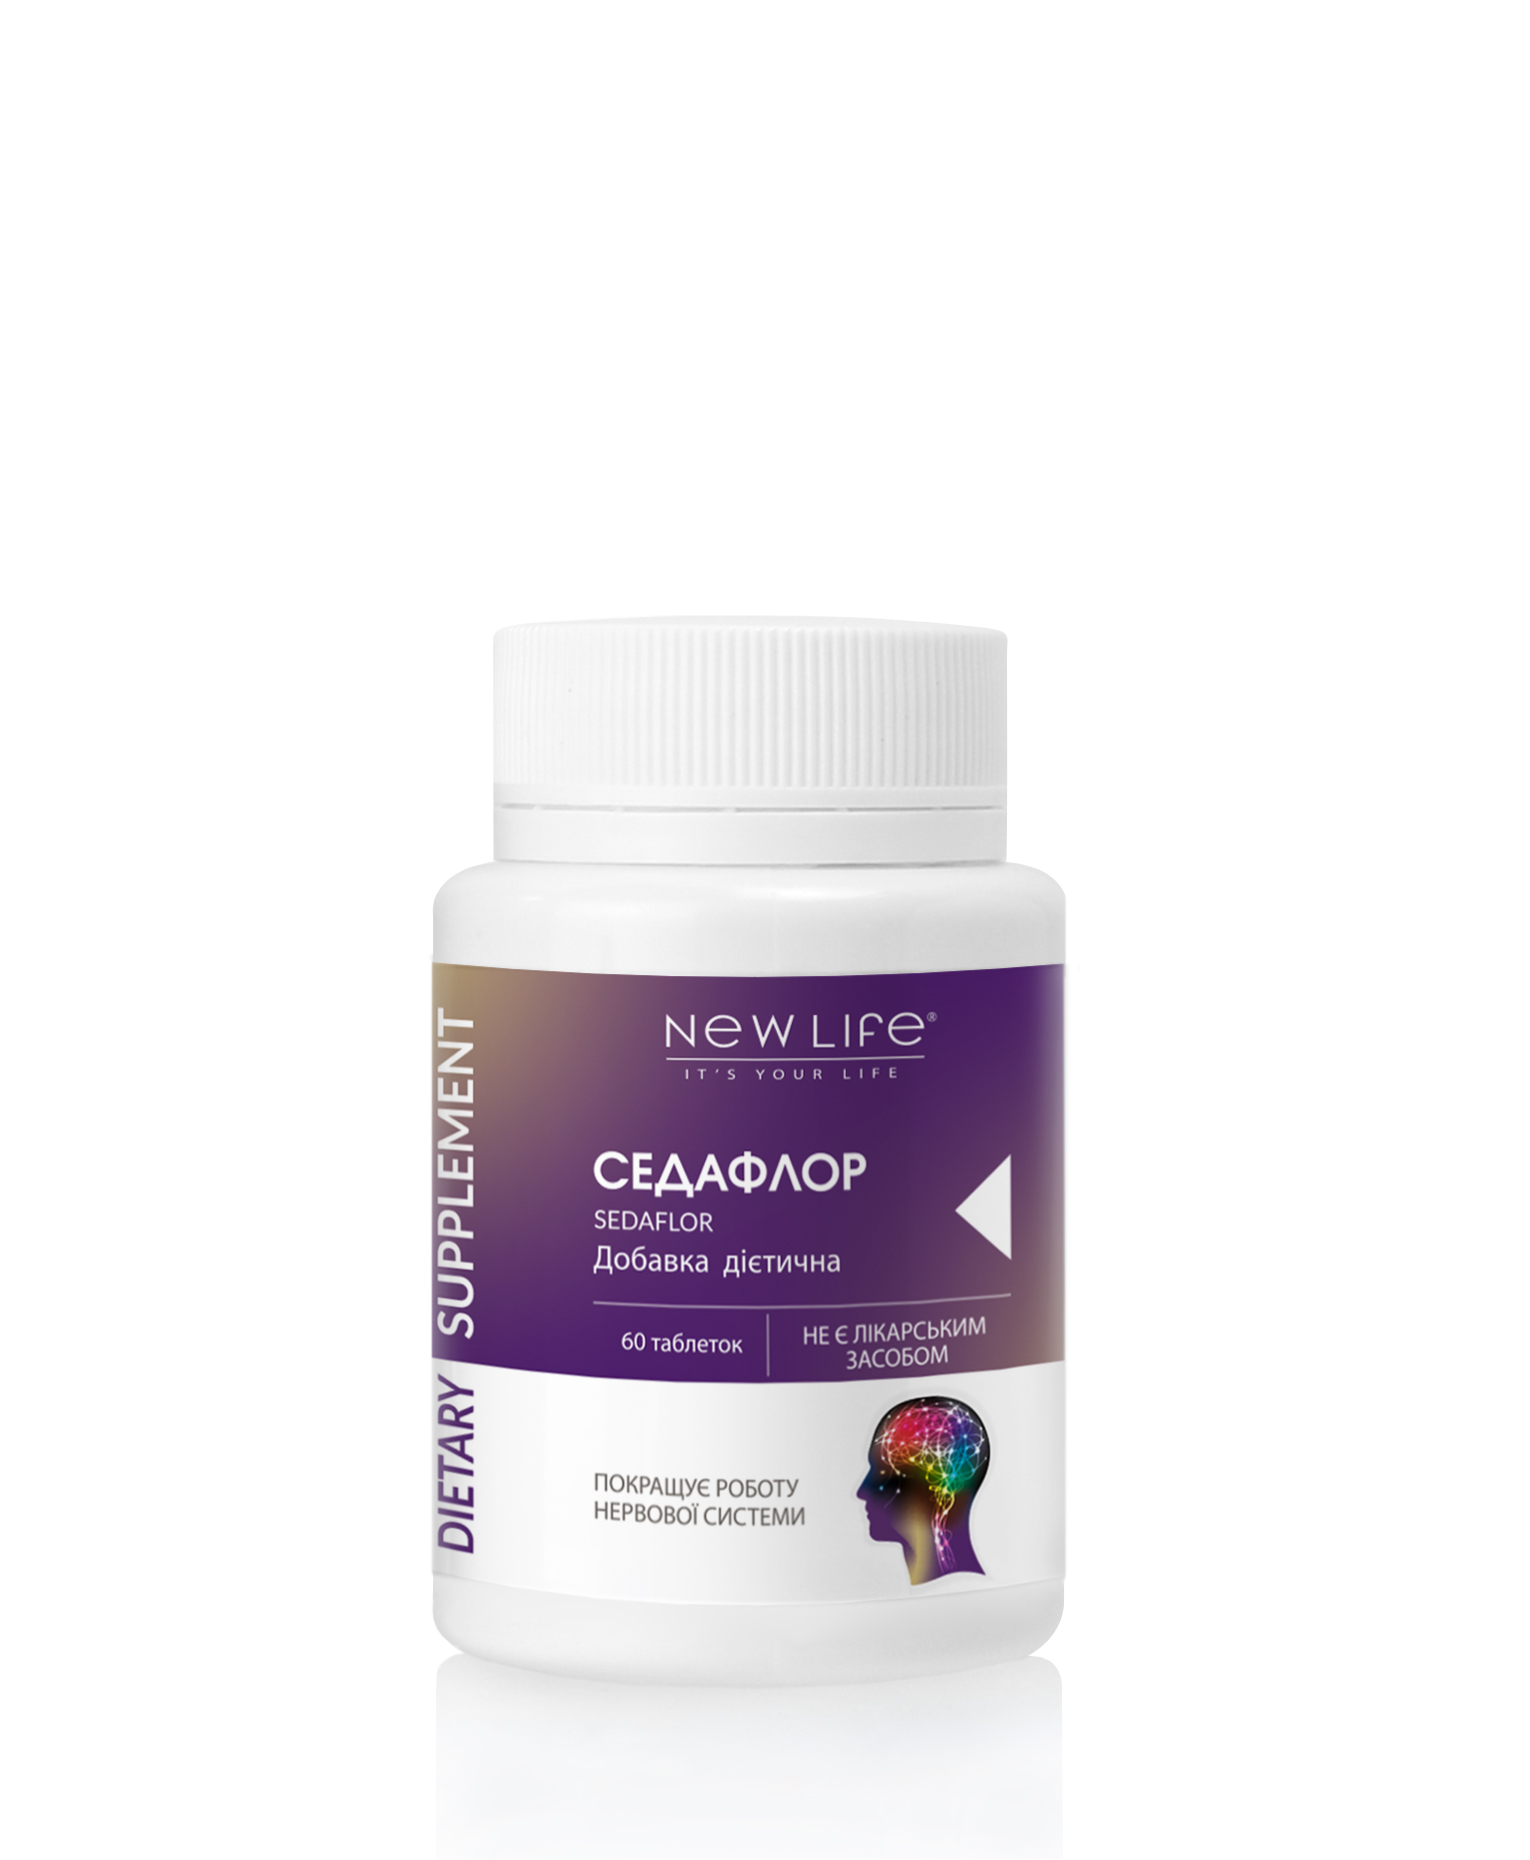 NEW LIFE®
IT'S YOUR LIFE
СЕДАФЛОР
SEDAFLOR
Добавка дієтична
60 таблеток
НЕ Є ЛІКАРСЬКИМ
ЗАСОБОМ
ПОКРАЩУЄ РОБОТУ
НЕРВОВОЇ СИСТЕМИ
DIETARY SUPPLEMENT